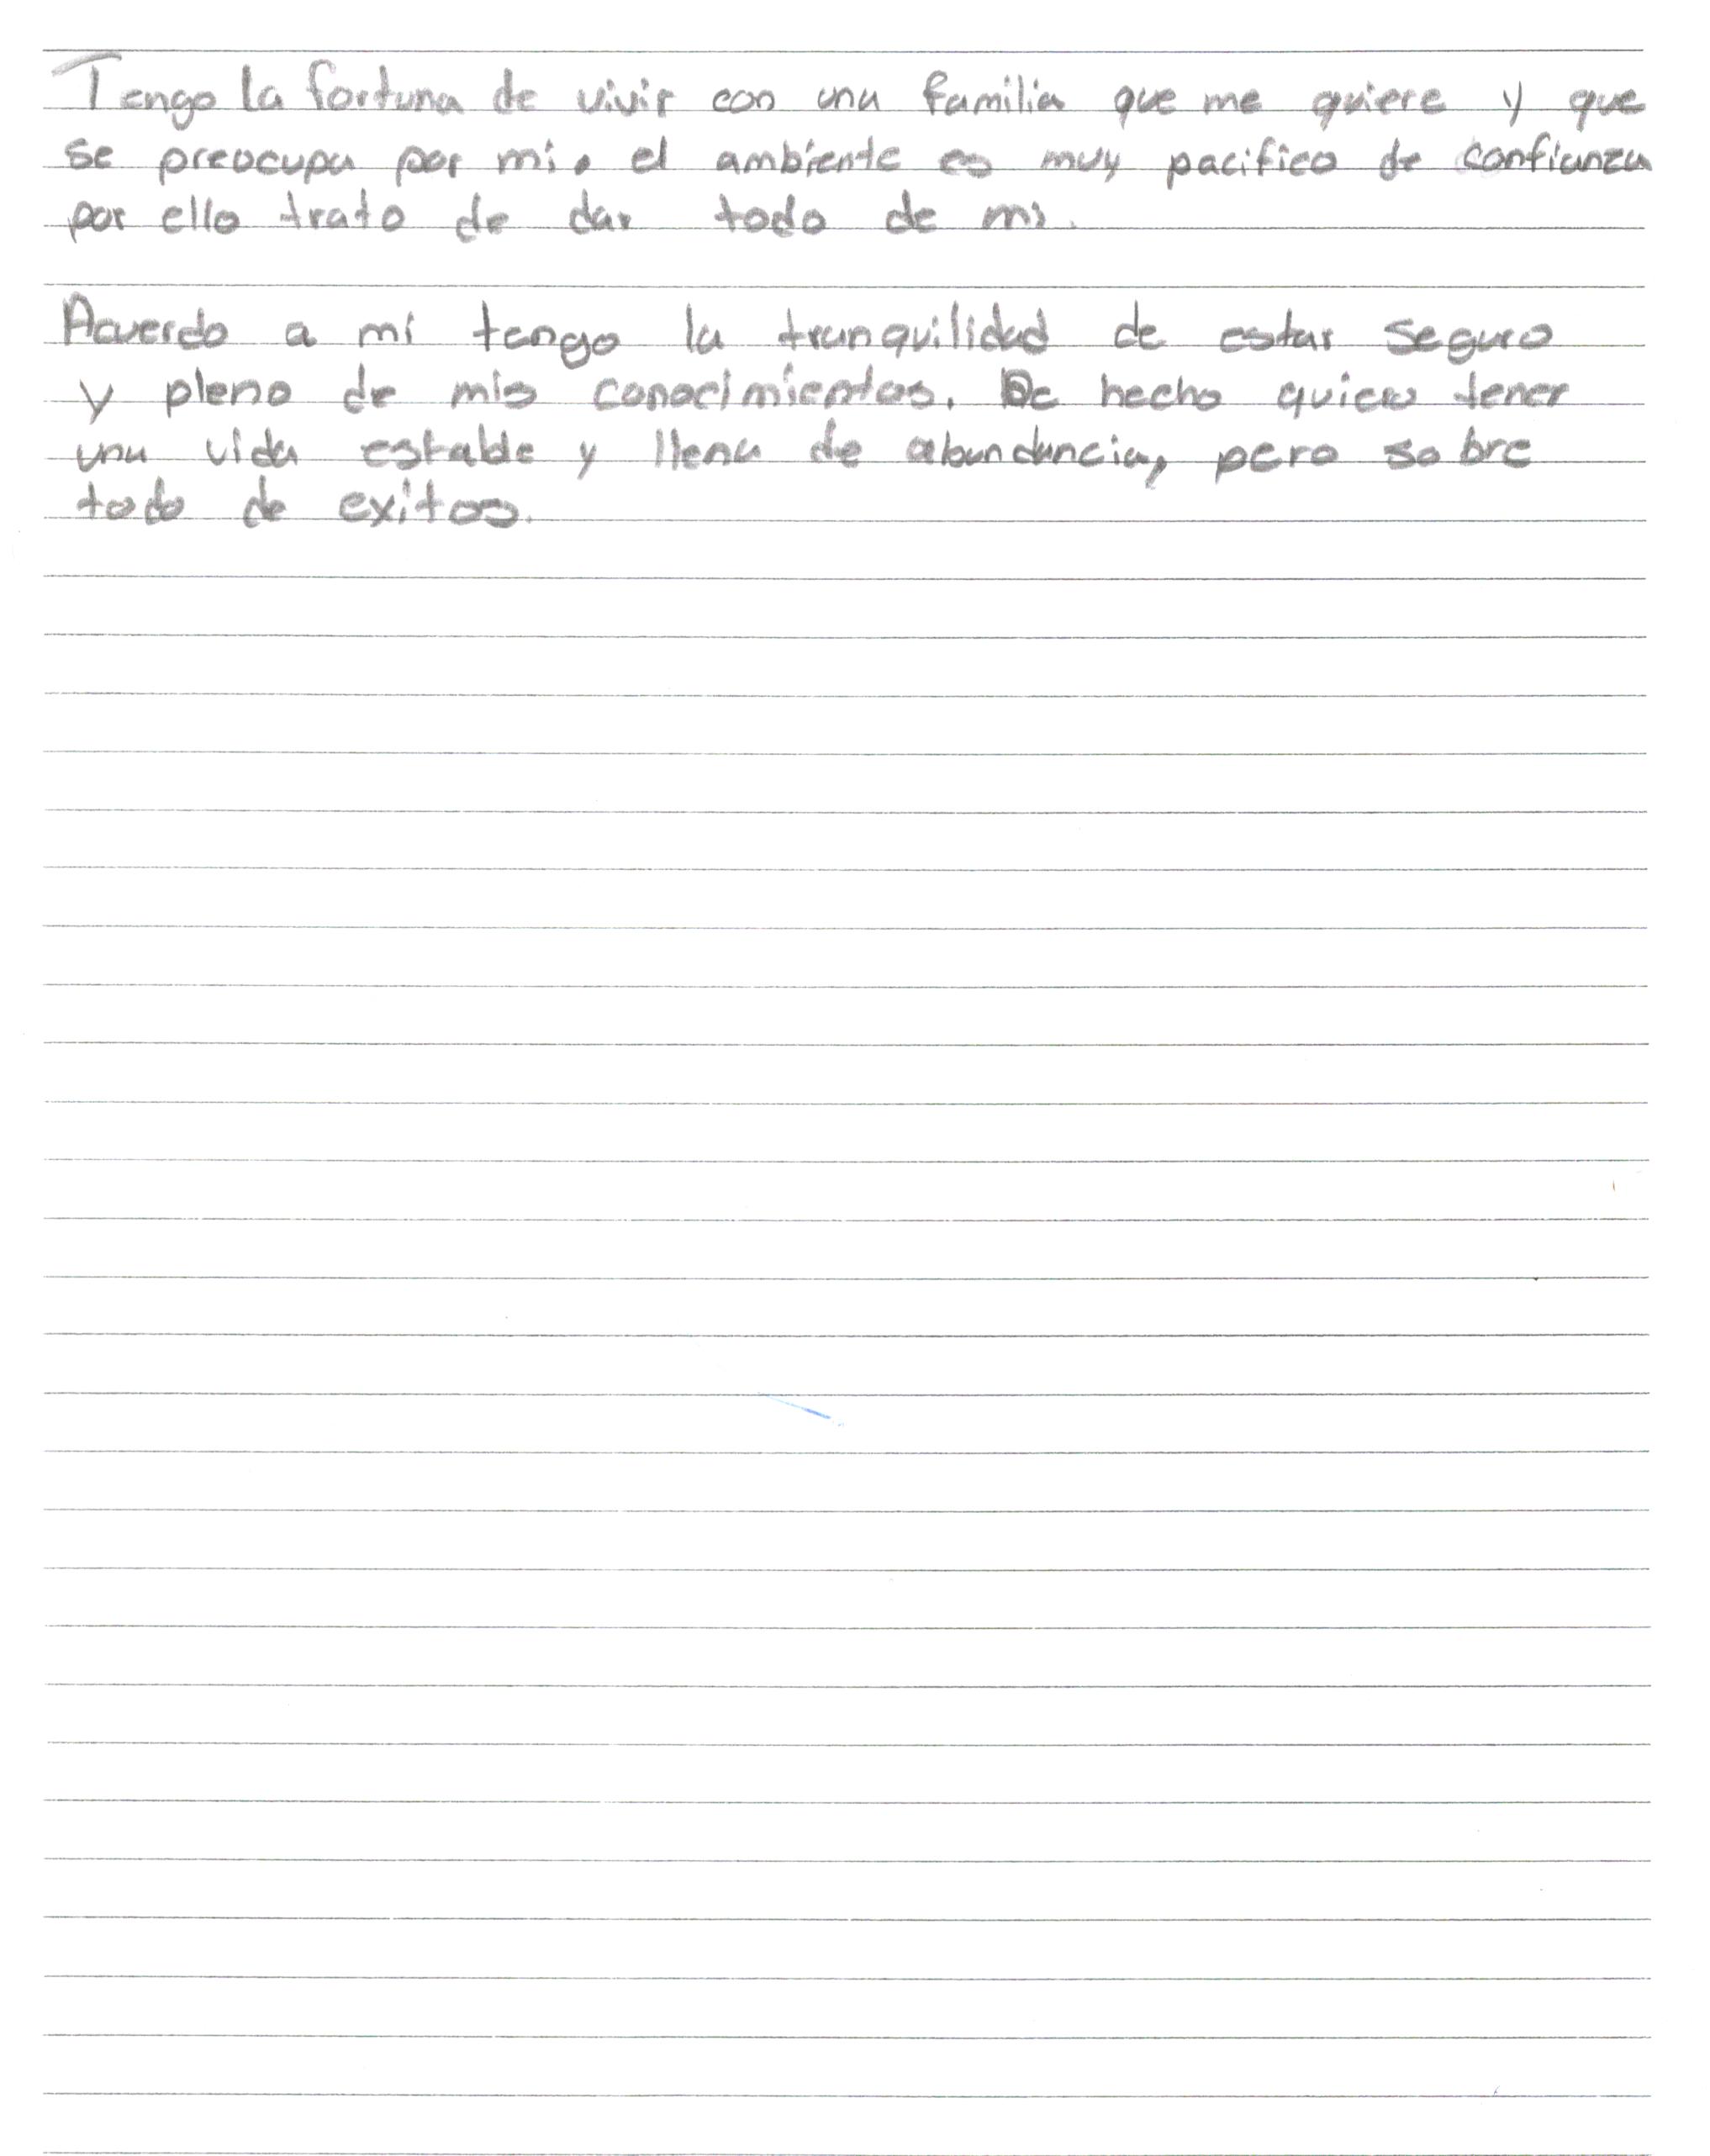 Tengo la fortuna de vivir con una familia que me quiere y que
se preocupa por mi. el ambiente es muy pacifico de confianza
por ello trato de dar todo de mi.
Acuerdo a mí tengo la tranquilidad de estar seguro
y pleno de mis conocimientos. De hecho quiero tener
una vida estable y llena de abundancia, pero sobre
todo de exitos.